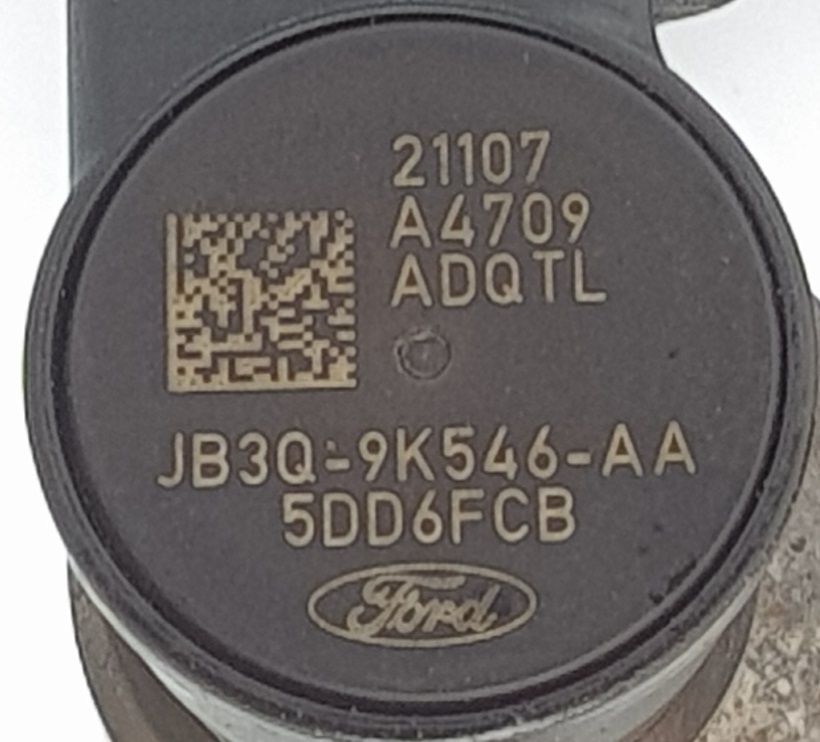 21107
A4709
ADQTL
JB3Q-9K546-AA
5DD6FCB
Ford